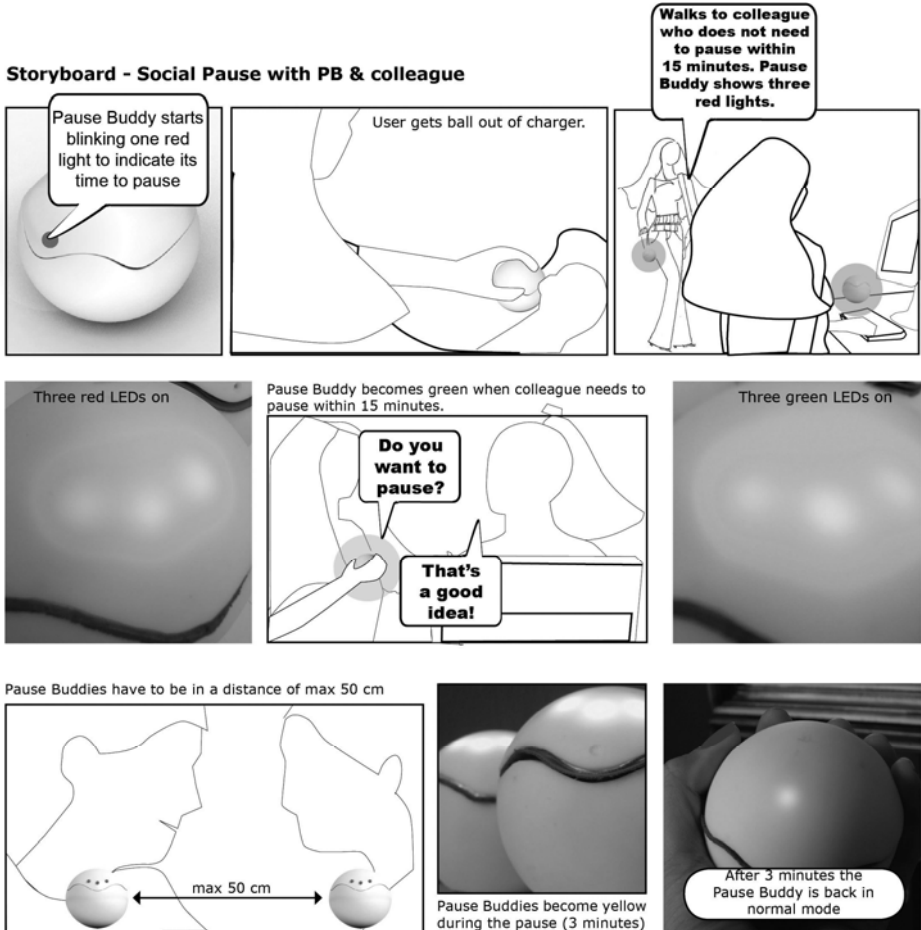 Storyboard - Social Pause with PB & colleague
Pause Buddy starts
blinking one red
light to indicate its
time to pause
User gets ball out of charger.
Walks to colleague
who does not need
to pause within
15 minutes. Pause
Buddy shows three
red lights.
Three red LEDs on
Pause Buddy becomes green when colleague needs to
pause within 15 minutes.
Do you
want to
pause?
That's
a good
idea!
Three green LEDs on
Pause Buddies have to be in a distance of max 50 cm
max 50 cm
Pause Buddies become yellow
during the pause (3 minutes)
After 3 minutes the
Pause Buddy is back in
normal mode